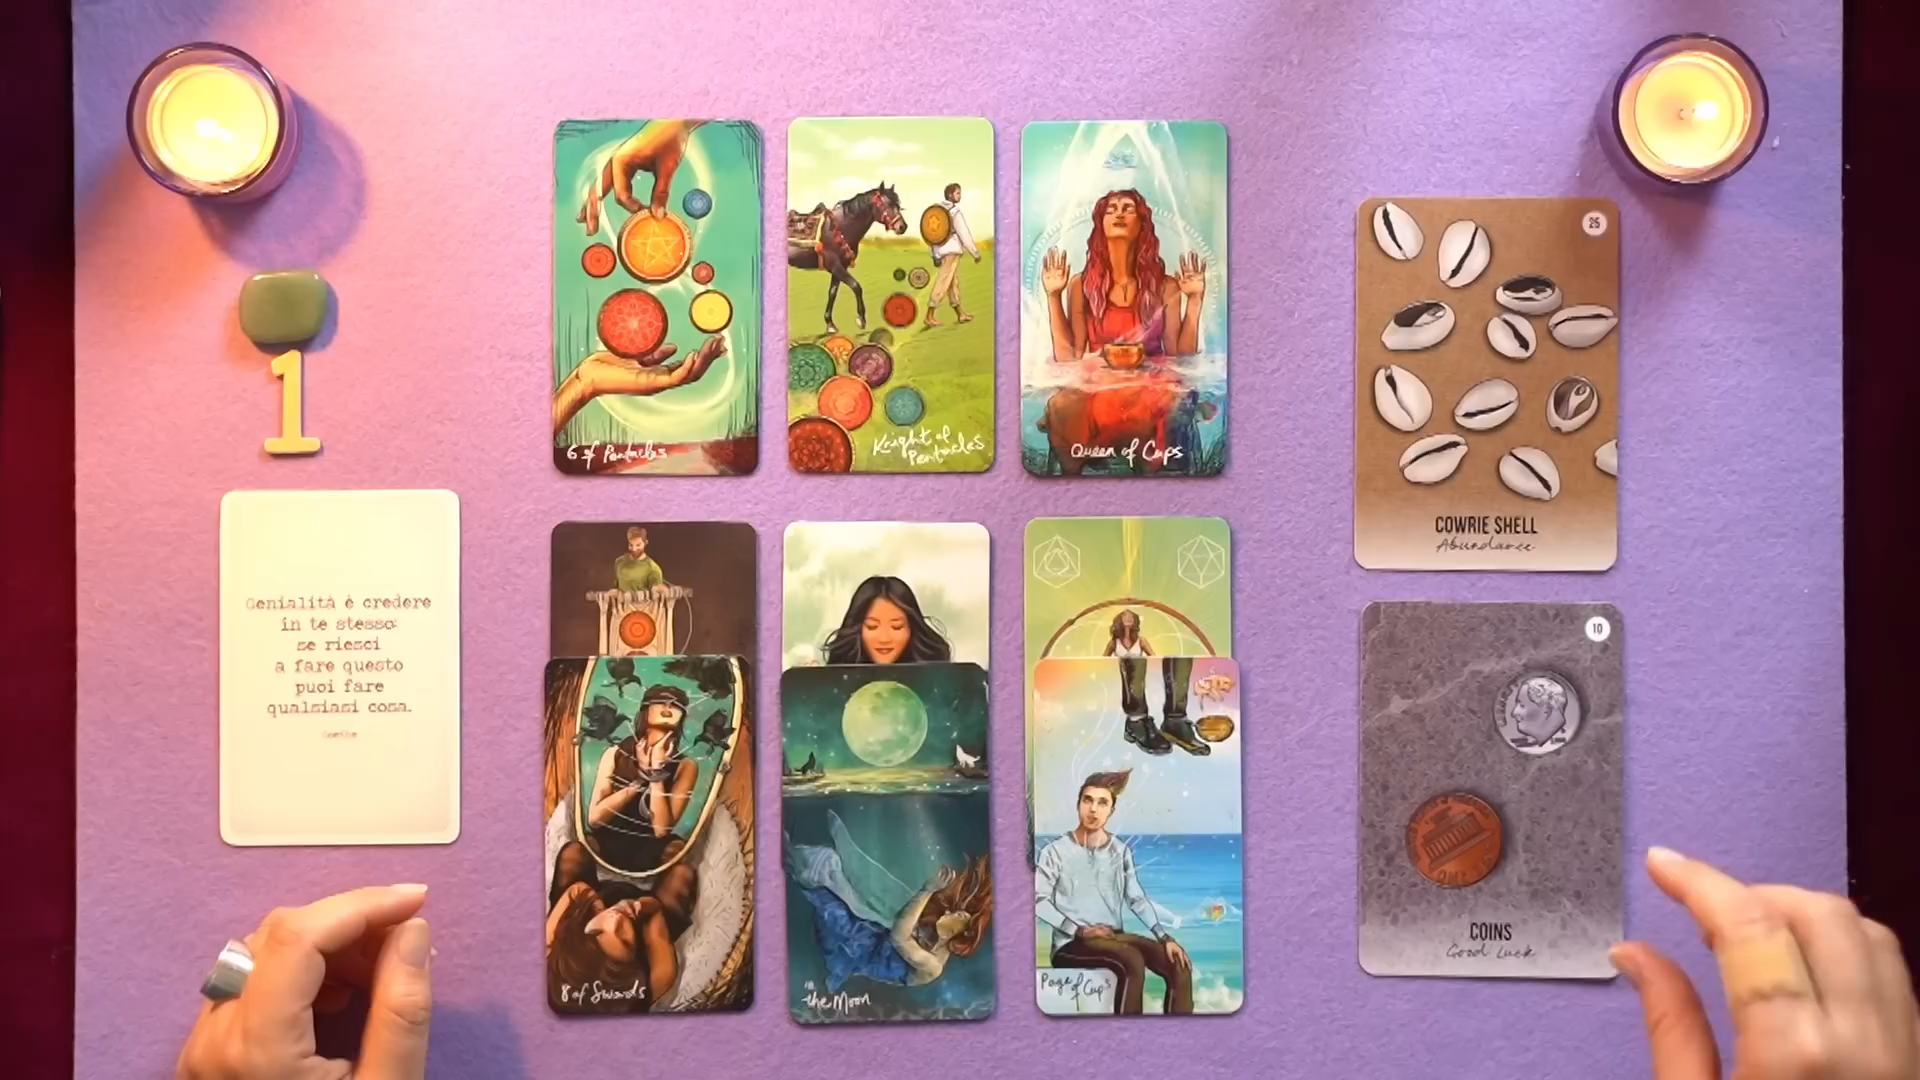 1
Genialità è credere
in te stesso:
se riesci
a fare questo
puoi fare
qualsiasi cosa.
Goethe
6 of Pentacles
Knight of
Pentacles
Queen of Cups
8 of Swords
18
the Moon
Page
of
Cups
25
COWRIE SHELL
Abundance
10
COINS
Good Luck